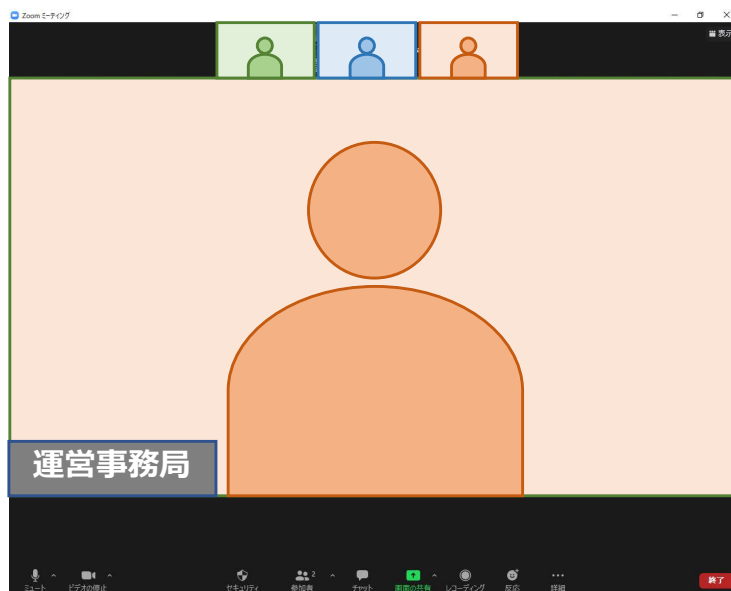 Zoom ミーティング
表示
運営事務局
ミュート
ビデオの停止
セキュリティ
参加者
2
チャット
画面の共有
レコーディング
反応
詳細
終了